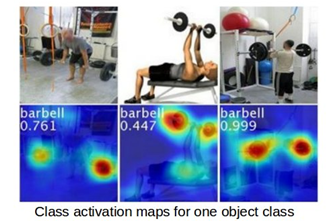 barbell barbell barbell
0.761 0.447 0.999
Class activation maps for one object class